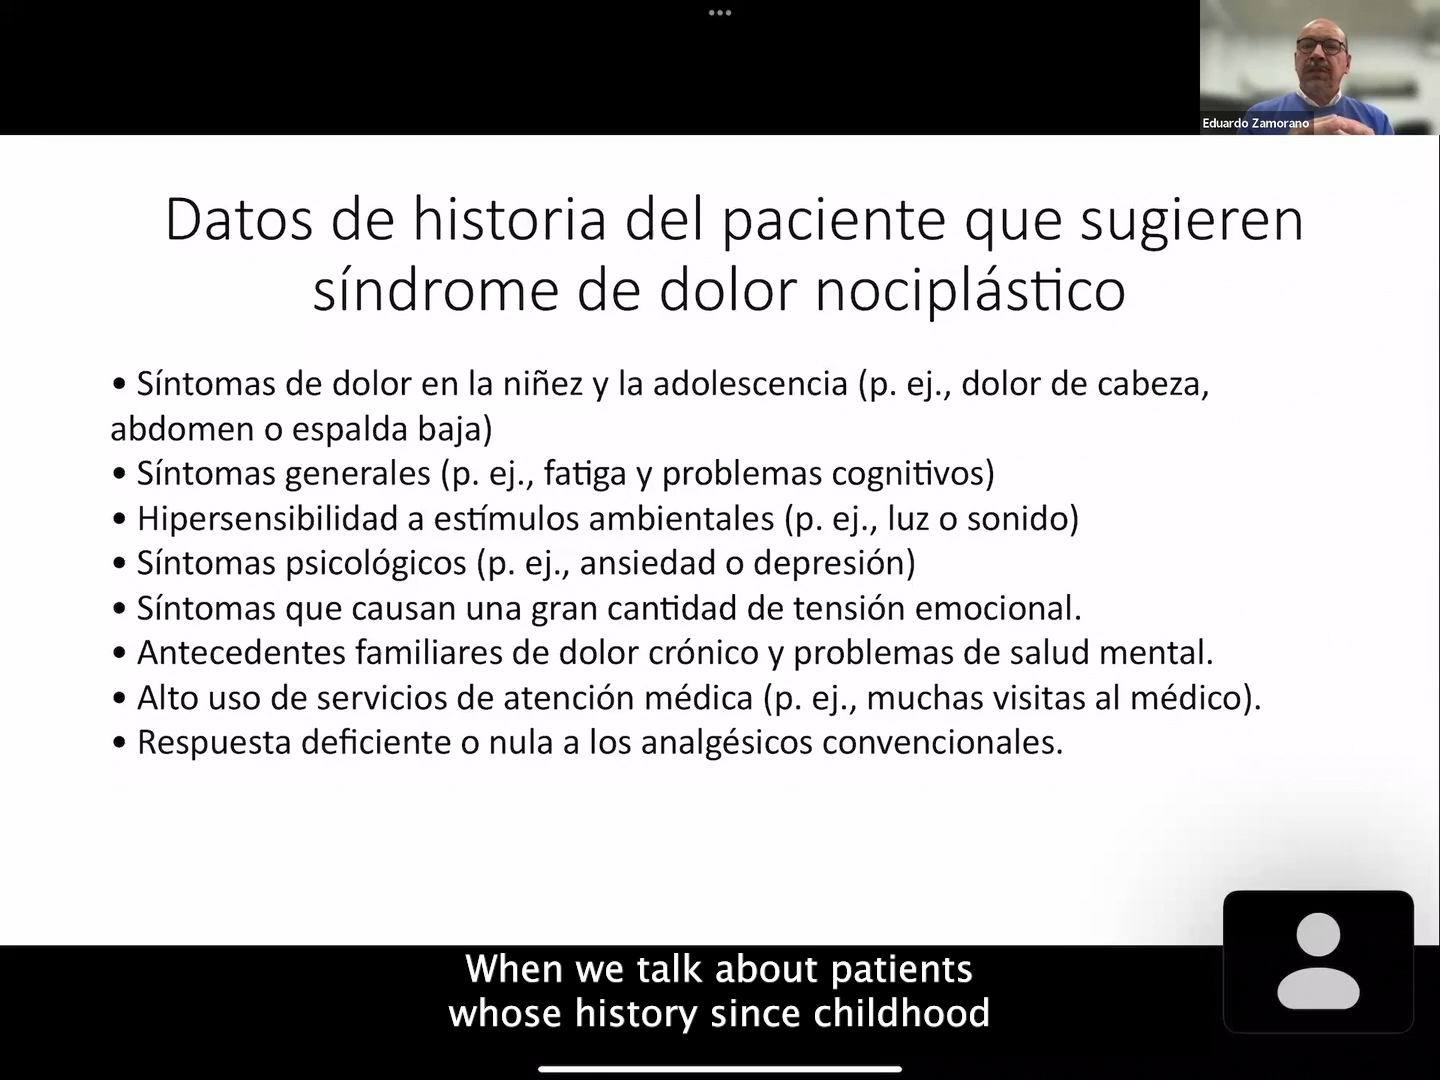 Eduardo Zamorano
Datos de historia del paciente que sugieren
síndrome de dolor nociplástico
• Síntomas de dolor en la niñez y la adolescencia (p. ej., dolor de cabeza,
abdomen o espalda baja)
• Síntomas generales (p. ej., fatiga y problemas cognitivos)
• Hipersensibilidad a estímulos ambientales (p. ej., luz o sonido)
• Síntomas psicológicos (p. ej., ansiedad o depresión)
• Síntomas que causan una gran cantidad de tensión emocional.
• Antecedentes familiares de dolor crónico y problemas de salud mental.
• Alto uso de servicios de atención médica (p. ej., muchas visitas al médico).
• Respuesta deficiente o nula a los analgésicos convencionales.
When we talk about patients
whose history since childhood